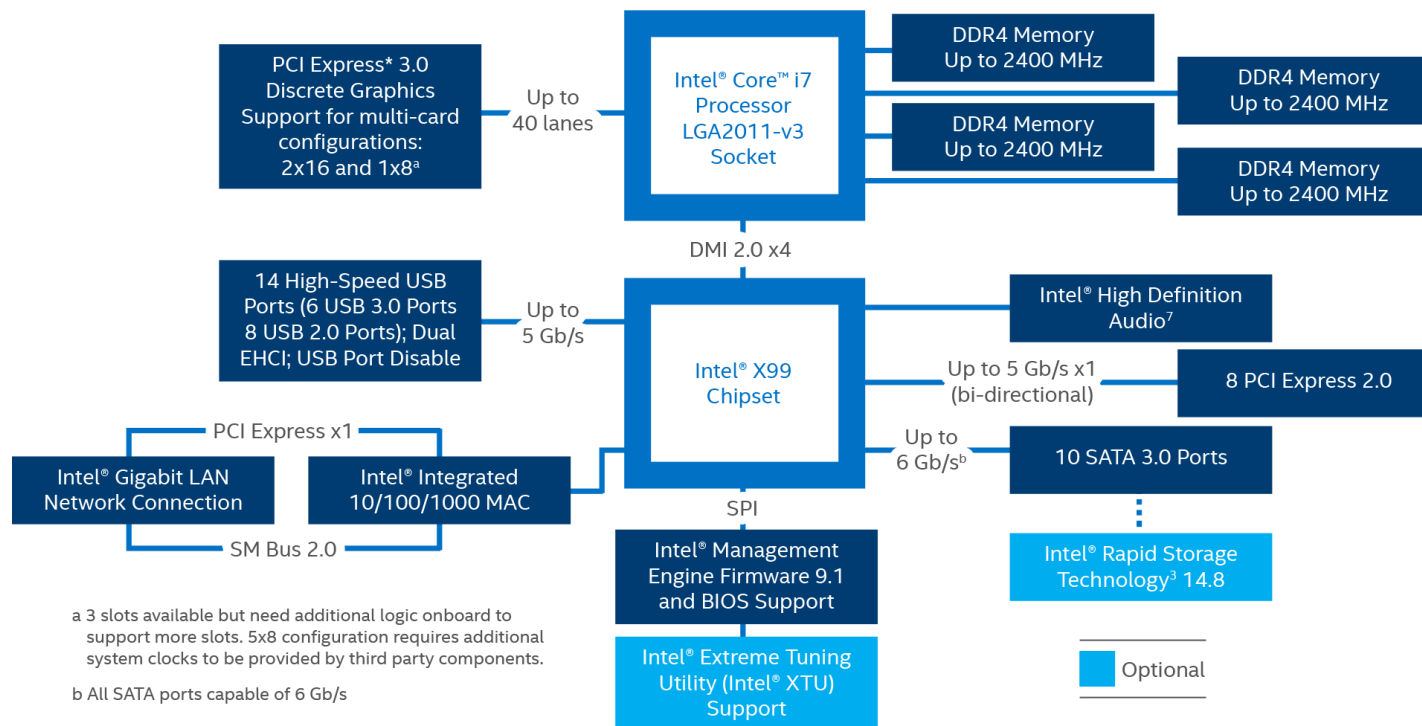 PCI Express* 3.0
Discrete Graphics
Support for multi-card
configurations:
2x16 and 1x8ª
Up to
40 lanes
Intel® Core™ i7
Processor
LGA2011-v3
Socket
DDR4 Memory
Up to 2400 MHz
DDR4 Memory
Up to 2400 MHz
DDR4 Memory
Up to 2400 MHz
DDR4 Memory
Up to 2400 MHz
DMI 2.0 x4
14 High-Speed USB
Ports (6 USB 3.0 Ports
8 USB 2.0 Ports); Dual
EHCI; USB Port Disable
Up to
5 Gb/s
Intel® X99
Chipset
Intel® High Definition
Audio⁷
Up to 5 Gb/s x1
(bi-directional)
8 PCI Express 2.0
Up to
6 Gb/sᵇ
10 SATA 3.0 Ports
Intel® Rapid Storage
Technology³ 14.8
PCI Express x1
Intel® Gigabit LAN
Network Connection
Intel® Integrated
10/100/1000 MAC
SM Bus 2.0
SPI
Intel® Management
Engine Firmware 9.1
and BIOS Support
Intel® Extreme Tuning
Utility (Intel® XTU)
Support
a 3 slots available but need additional logic onboard to
support more slots. 5x8 configuration requires additional
system clocks to be provided by third party components.
b All SATA ports capable of 6 Gb/s
Optional